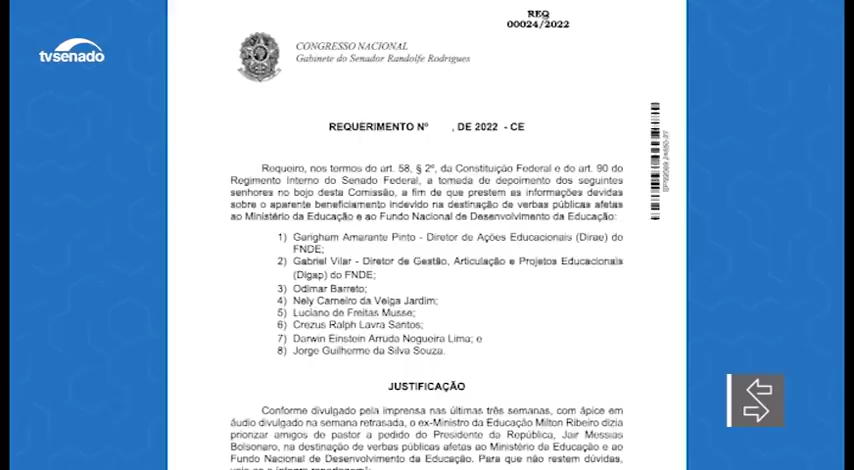 REQ
00024/2022
tvsenado
CONGRESSO NACIONAL
Gabinete do Senador Randolfe Rodrigues
REQUERIMENTO Nº , DE 2022 - CE
Requeiro, nos termos do art. 58, § 2º, da Constituição Federal e do art. 90 do
Regimento Interno do Senado Federal, a tomada de depoimento dos seguintes
senhores no bojo desta Comissão, a fim de que prestem as informações devidas
sobre o aparente beneficiamento indevido na destinação de verbas públicas afetas
ao Ministério da Educação e ao Fundo Nacional de Desenvolvimento da Educação:
1) Garigham Amarante Pinto - Diretor de Ações Educacionais (Dirae) do
FNDE;
2) Gabriel Vilar - Diretor de Gestão, Articulação e Projetos Educacionais
(Digap) do FNDE;
3) Odimar Barreto;
4) Nely Carneiro da Veiga Jardim;
5) Luciano de Freitas Musse;
6) Crezus Ralph Lavra Santos;
7) Darwin Einstein Arruda Nogueira Lima; e
8) Jorge Guilherme da Silva Souza.
JUSTIFICAÇÃO
Conforme divulgado pela imprensa nas últimas três semanas, com ápice em
áudio divulgado na semana retrasada, o ex-Ministro da Educação Milton Ribeiro dizia
priorizar amigos de pastor a pedido do Presidente da República, Jair Messias
Bolsonaro, na destinação de verbas públicas afetas ao Ministério da Educação e ao
Fundo Nacional de Desenvolvimento da Educação. Para que não restem dúvidas,